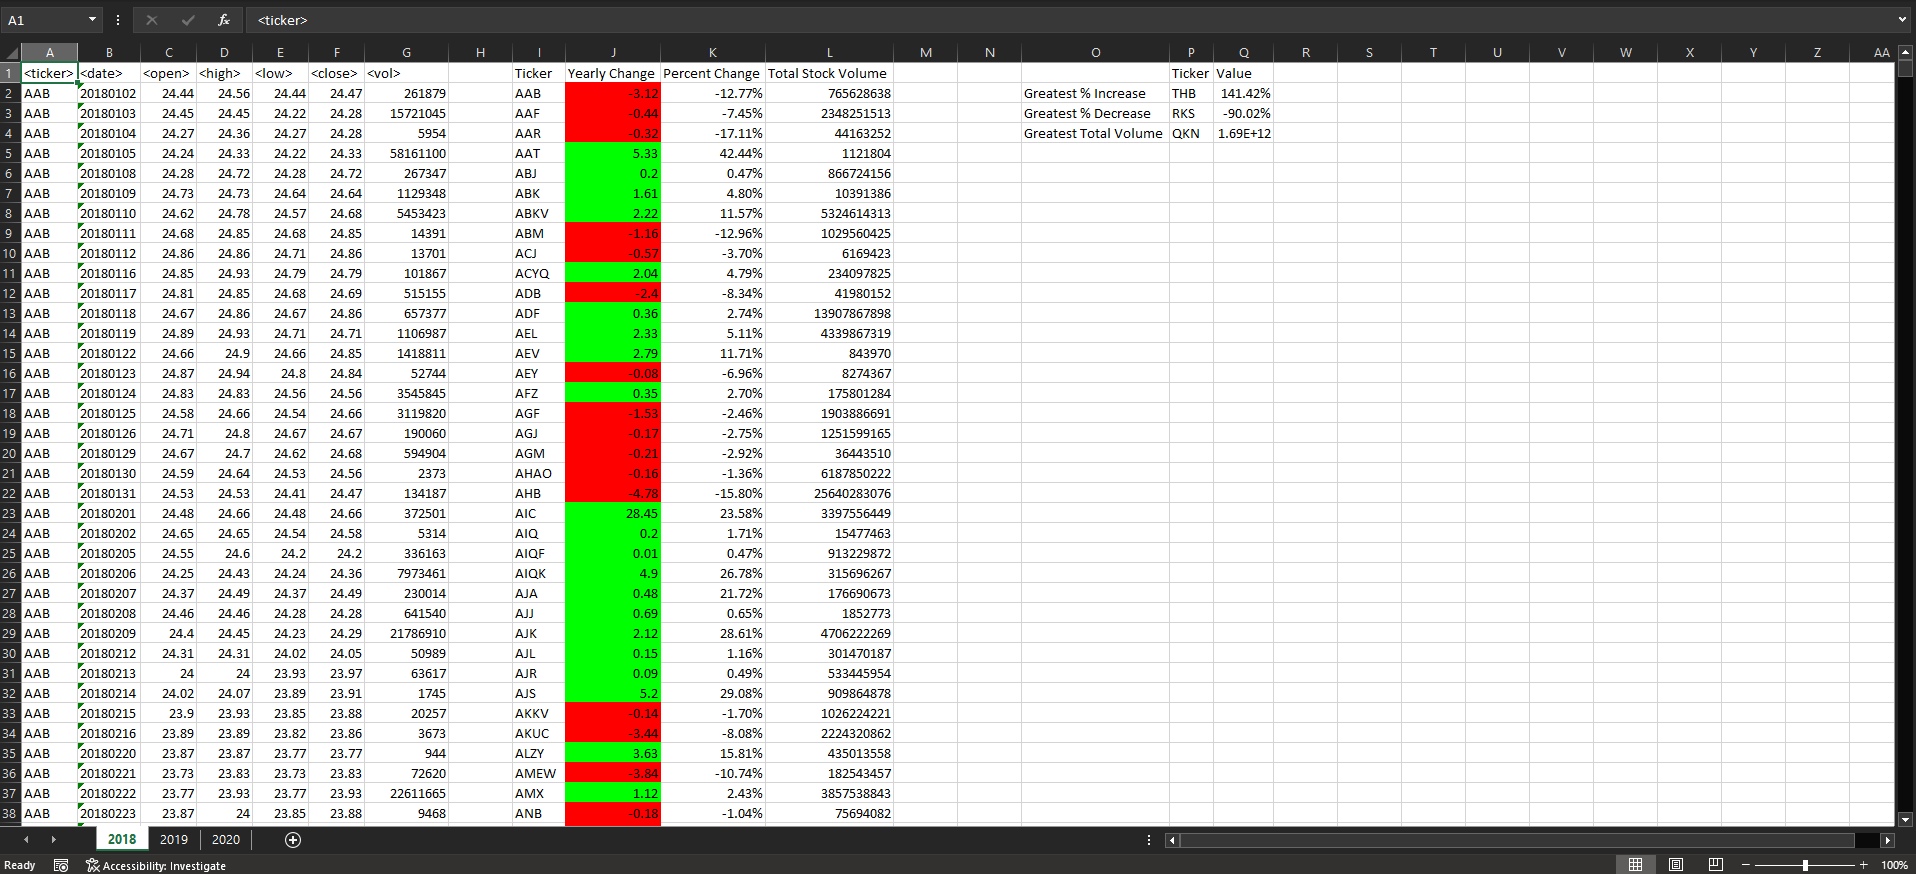 A1 <ticker>
A B C D E F G H I J K L M N O P Q R S T U V W X Y Z AA
1 <ticker> <date> <open> <high> <low> <close> <vol> Ticker Yearly Change Percent Change Total Stock Volume Ticker Value
2 AAB 20180102 24.44 24.56 24.44 24.47 261879 AAB -3.12 -12.77% 765628638 Greatest % Increase THB 141.42%
3 AAB 20180103 24.45 24.45 24.22 24.28 15721045 AAF -0.44 -7.45% 2348251513 Greatest % Decrease RKS -90.02%
4 AAB 20180104 24.27 24.36 24.27 24.28 5954 AAR -0.32 -17.11% 44163252 Greatest Total Volume QKN 1.69E+12
5 AAB 20180105 24.24 24.33 24.22 24.33 58161100 AAT 5.33 42.44% 1121804
6 AAB 20180108 24.28 24.72 24.28 24.72 267347 ABJ 0.2 0.47% 866724156
7 AAB 20180109 24.73 24.73 24.64 24.64 1129348 ABK 1.61 4.80% 10391386
8 AAB 20180110 24.62 24.78 24.57 24.68 5453423 ABKV 2.22 11.57% 5324614313
9 AAB 20180111 24.68 24.85 24.68 24.85 14391 ABM -1.16 -12.96% 1029560425
10 AAB 20180112 24.86 24.86 24.71 24.86 13701 ACJ -0.57 -3.70% 6169423
11 AAB 20180116 24.85 24.93 24.79 24.79 101867 ACYQ 2.04 4.79% 234097825
12 AAB 20180117 24.81 24.85 24.68 24.69 515155 ADB -2.4 -8.34% 41980152
13 AAB 20180118 24.67 24.86 24.67 24.86 657377 ADF 0.36 2.74% 13907867898
14 AAB 20180119 24.89 24.93 24.71 24.71 1106987 AEL 2.33 5.11% 4339867319
15 AAB 20180122 24.66 24.9 24.66 24.85 1418811 AEV 2.79 11.71% 843970
16 AAB 20180123 24.87 24.94 24.8 24.84 52744 AEY -0.08 -6.96% 8274367
17 AAB 20180124 24.83 24.83 24.56 24.56 3545845 AFZ 0.35 2.70% 175801284
18 AAB 20180125 24.58 24.66 24.54 24.66 3119820 AGF -1.53 -2.46% 1903886691
19 AAB 20180126 24.71 24.8 24.67 24.67 190060 AGJ -0.17 -2.75% 1251599165
20 AAB 20180129 24.67 24.7 24.62 24.68 594904 AGM -0.21 -2.92% 36443510
21 AAB 20180130 24.59 24.64 24.53 24.56 2373 AHAO -0.16 -1.36% 6187850222
22 AAB 20180131 24.53 24.53 24.41 24.47 134187 AHB -4.78 -15.80% 25640283076
23 AAB 20180201 24.48 24.66 24.48 24.66 372501 AIC 28.45 23.58% 3397556449
24 AAB 20180202 24.65 24.65 24.54 24.58 5314 AIQ 0.2 1.71% 15477463
25 AAB 20180205 24.55 24.6 24.2 24.2 336163 AIQF 0.01 0.47% 913229872
26 AAB 20180206 24.25 24.43 24.24 24.36 7973461 AIQK 4.9 26.78% 315696267
27 AAB 20180207 24.37 24.49 24.37 24.49 230014 AJA 0.48 21.72% 176690673
28 AAB 20180208 24.46 24.46 24.28 24.28 641540 AJJ 0.69 0.65% 1852773
29 AAB 20180209 24.4 24.45 24.23 24.29 21786910 AJK 2.12 28.61% 4706222269
30 AAB 20180212 24.31 24.31 24.02 24.05 50989 AJL 0.15 1.16% 301470187
31 AAB 20180213 24 24 23.93 23.97 63617 AJR 0.09 0.49% 533445954
32 AAB 20180214 24.02 24.07 23.89 23.91 1745 AJS 5.2 29.08% 909864878
33 AAB 20180215 23.9 23.93 23.85 23.88 20257 AKKV -0.14 -1.70% 1026224221
34 AAB 20180216 23.89 23.89 23.82 23.86 3673 AKUC -3.44 -8.08% 2224320862
35 AAB 20180220 23.87 23.87 23.77 23.77 944 ALZY 3.63 15.81% 435013558
36 AAB 20180221 23.73 23.83 23.73 23.83 72620 AMEW -3.84 -10.74% 182543457
37 AAB 20180222 23.77 23.93 23.77 23.93 22611665 AMX 1.12 2.43% 3857538843
38 AAB 20180223 23.87 24 23.85 23.88 9468 ANB -0.18 -1.04% 75694082
2018 2019 2020
Ready Accessibility: Investigate 100%